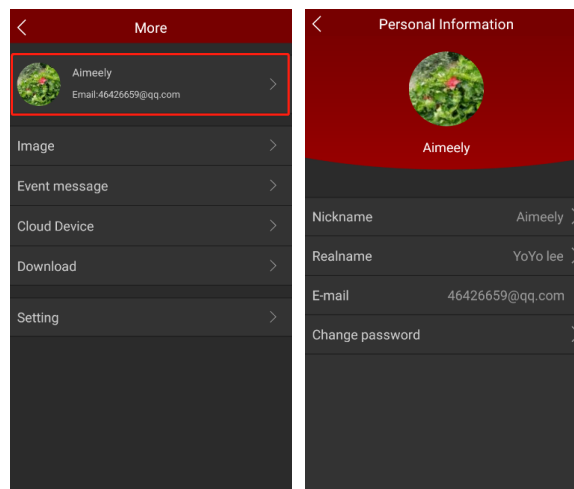 More
Aimeely
Email:46426659@qq.com
Image
Event message
Cloud Device
Download
Setting
Personal Information
Aimeely
Nickname Aimeely
Realname YoYo lee
E-mail 46426659@qq.com
Change password